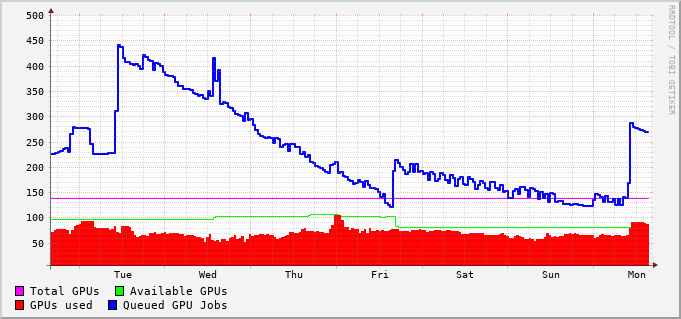 500
450
400
350
300
250
200
150
100
50
Tue Wed Thu Fri Sat Sun Mon
Total GPUs Available GPUs
GPUs used Queued GPU Jobs
RRDTOOL / TOBI OETIKER